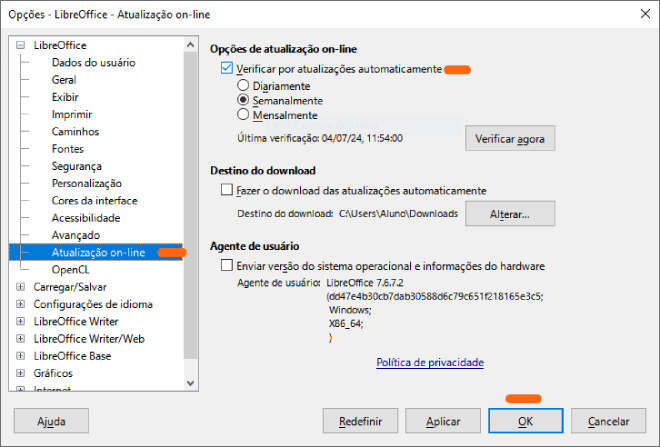 Opções - LibreOffice - Atualização on-line
LibreOffice
Dados do usuário
Geral
Exibir
Imprimir
Caminhos
Fontes
Segurança
Personalização
Cores da interface
Acessibilidade
Avançado
Atualização on-line
OpenCL
Carregar/Salvar
Configurações de idioma
LibreOffice Writer
LibreOffice Writer/Web
LibreOffice Base
Gráficos
Internet
Opções de atualização on-line
Verificar por atualizações automaticamente
Diariamente
Semanalmente
Mensalmente
Última verificação: 04/07/24, 11:54:00
Verificar agora
Destino do download
Fazer o download das atualizações automaticamente
Destino do download: C:\Users\Aluno\Downloads
Alterar...
Agente de usuário
Enviar versão do sistema operacional e informações do hardware
Agente de usuário: LibreOffice 7.6.7.2
(dd47e4b30cb7dab30588d6c79c651f218165e3c5;
Windows;
X86_64;
)
Política de privacidade
Ajuda
Redefinir
Aplicar
OK
Cancelar